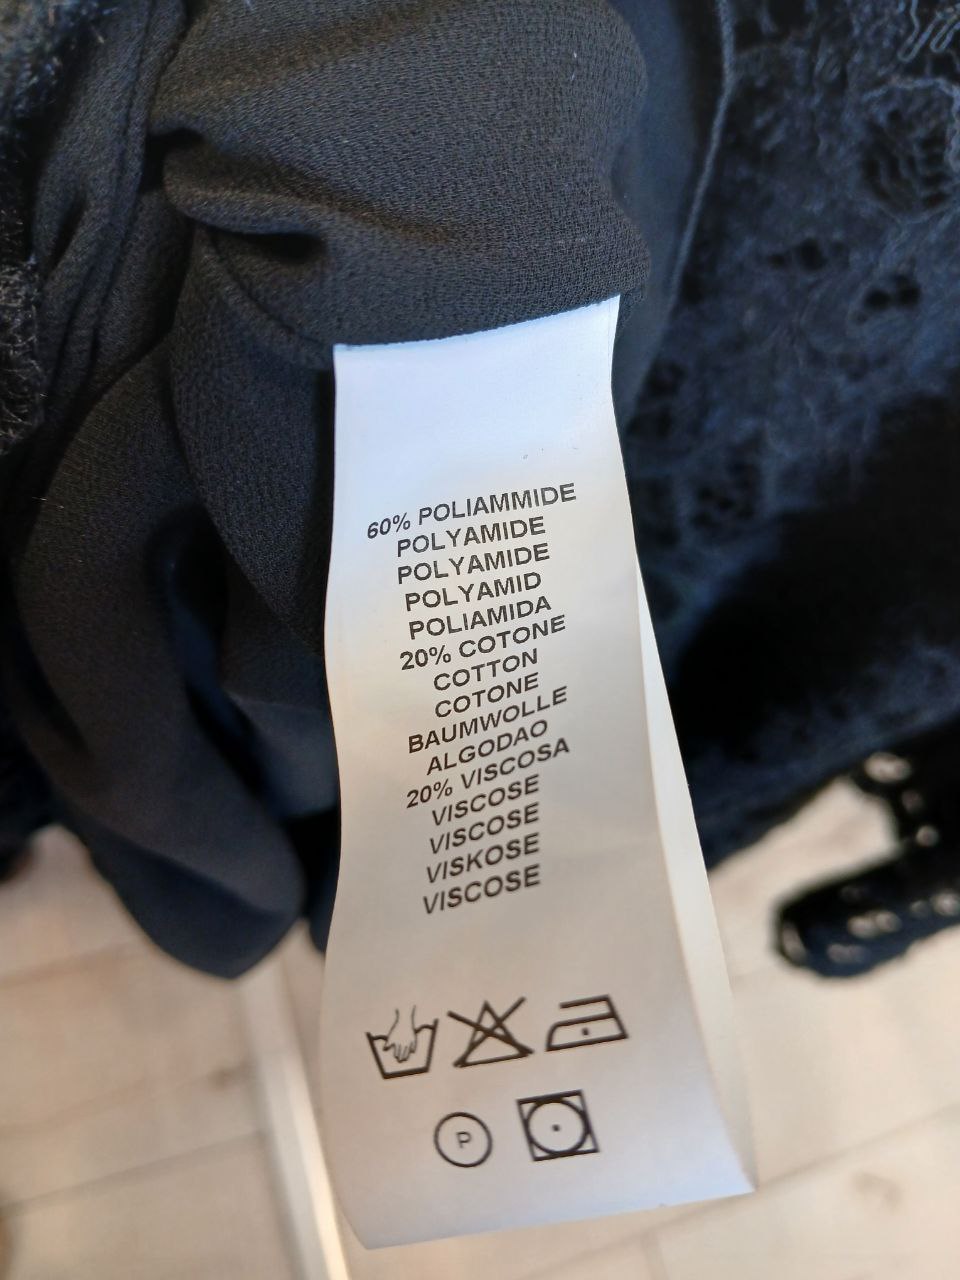 60% POLIAMMIDE
POLYAMIDE
POLYAMIDE
POLYAMID
POLIAMIDA
20% COTONE
COTTON
COTONE
BAUMWOLLE
ALGODAO
20% VISCOSA
VISCOSE
VISCOSE
VISKOSE
VISCOSE
P